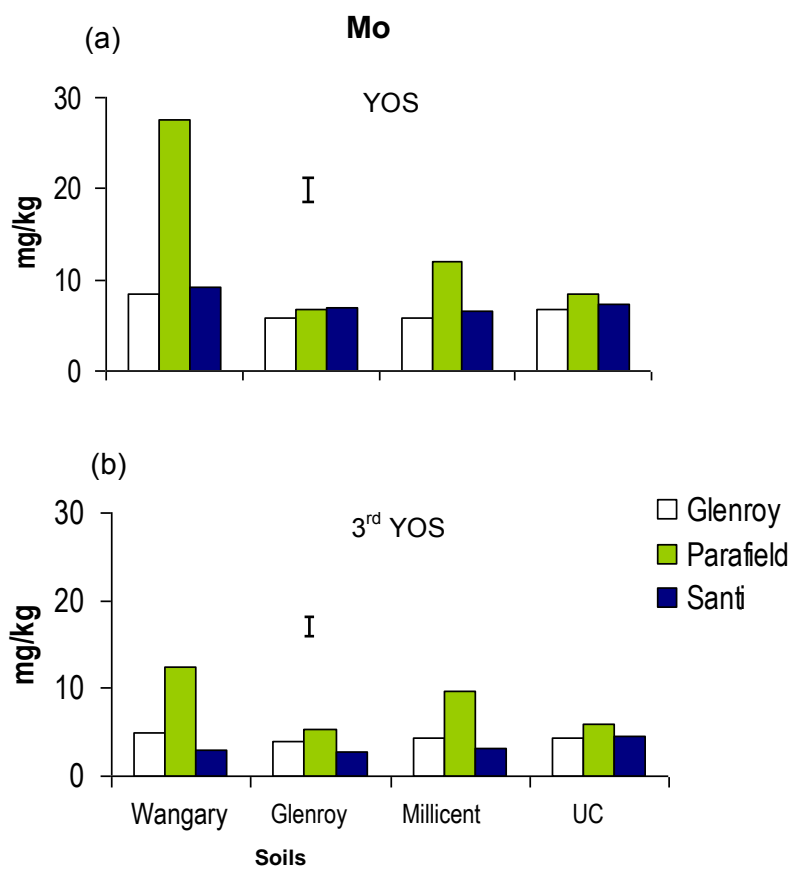 Mo
(a)
YOS
30
20
10
0
mg/kg
(b)
3rd YOS
30
20
10
0
mg/kg
Glenroy
Parafield
Santi
Wangary Glenroy Millicent UC
Soils